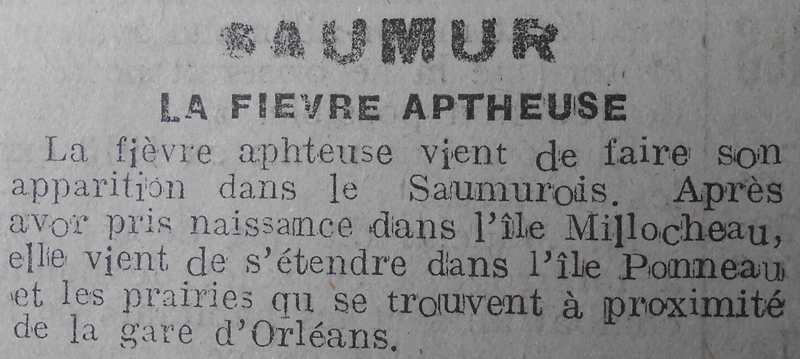 SAUMUR
LA FIEVRE APTHEUSE
La fièvre aphteuse vient de faire son
apparition dans le Saumurois. Après
avor pris naissance dans l'île Millocheau,
elle vient de s'étendre dans l'île Ponneau
et les prairies qu se trouvent à proximité
de la gare d'Orléans.